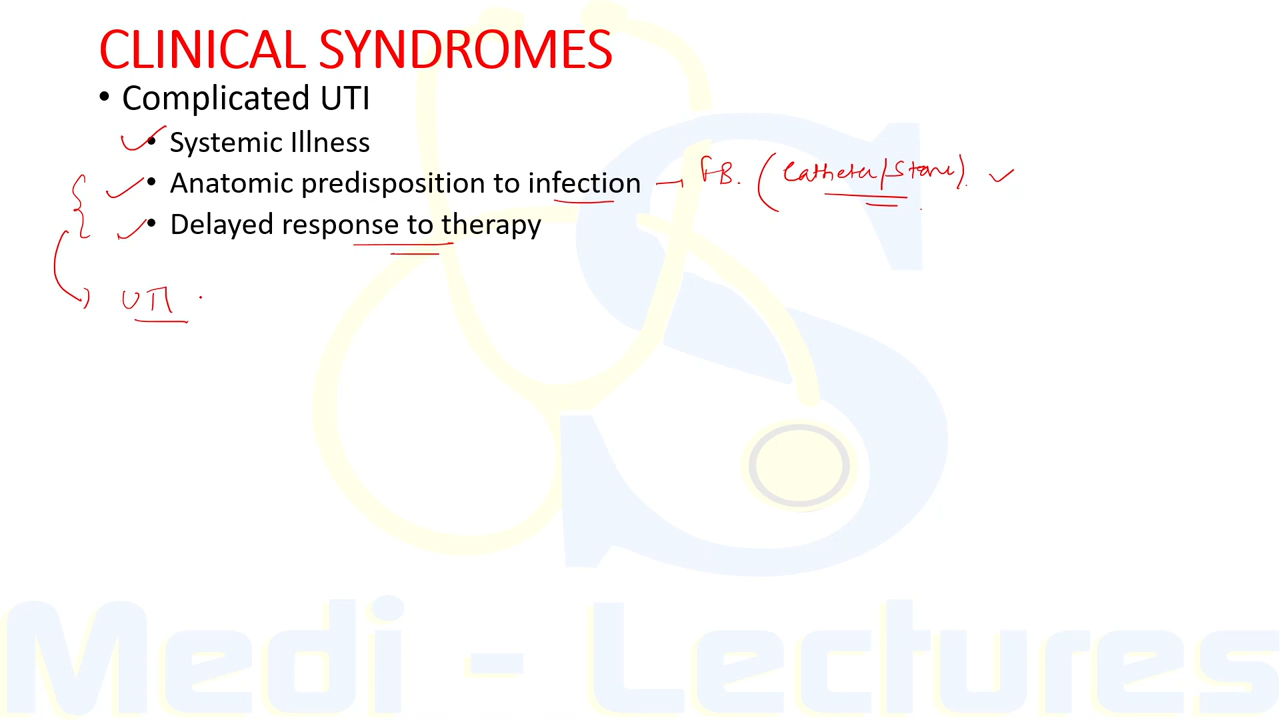 CLINICAL SYNDROMES
• Complicated UTI
• Systemic Illness
• Anatomic predisposition to infection → F.B. (Catheter/Stone).
• Delayed response to therapy
UTI
Medi - Lectures